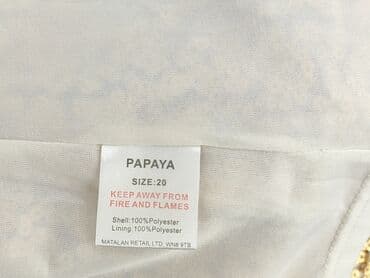 PAPAYA
SIZE:20
KEEP AWAY FROM
FIRE AND FLAMES
Shell:100%Polyester
Lining:100%Polyester
MATALAN RETAIL LTD, WN8 9TB